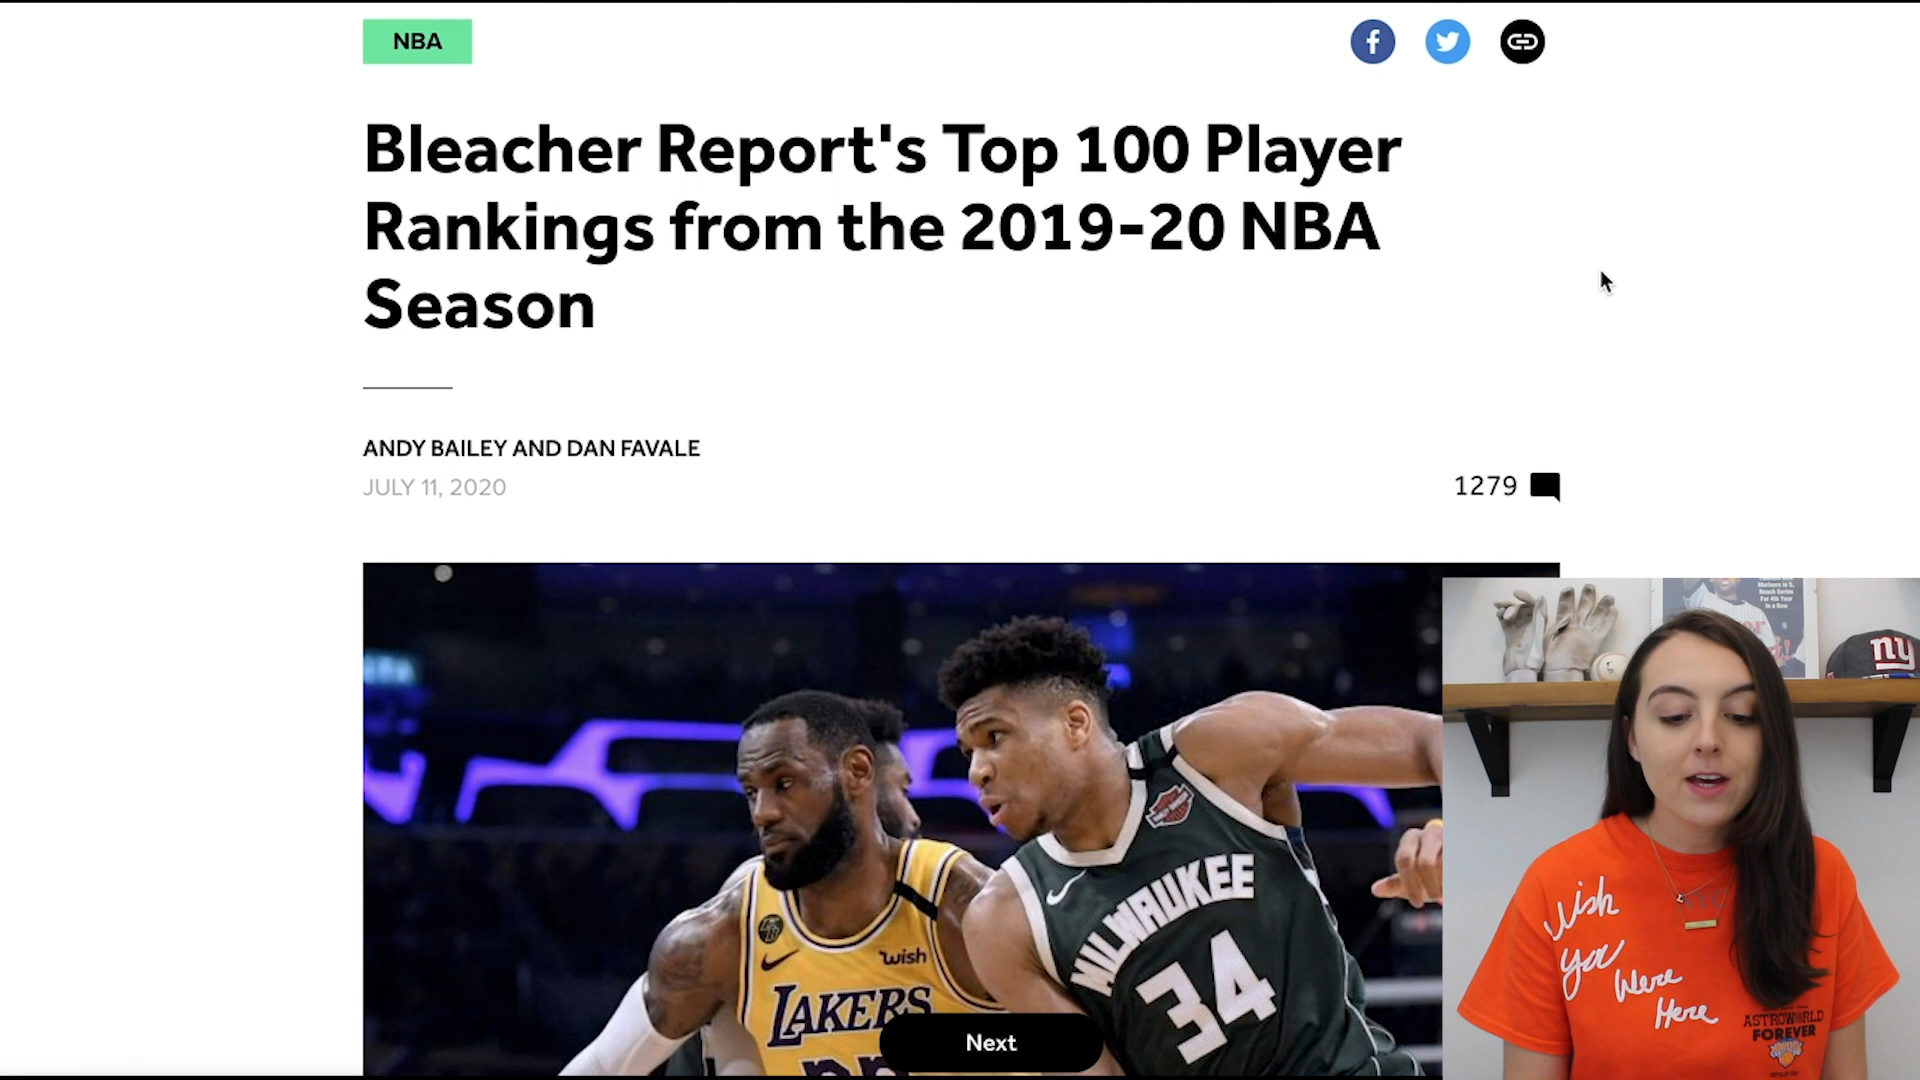 NBA
Bleacher Report's Top 100 Player
Rankings from the 2019-20 NBA
Season
ANDY BAILEY AND DAN FAVALE
JULY 11, 2020
1279
wish
LAKERS
MILWAUKEE
34
Next
ny
Wish
You
Were
Here
ASTROWORLD
FOREVER